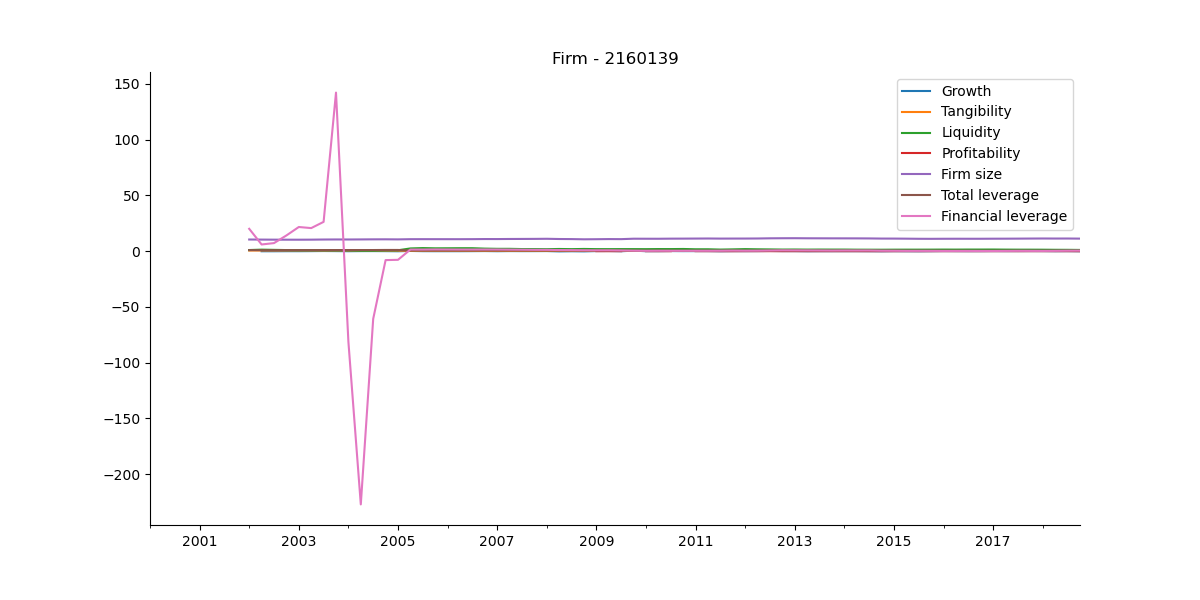 Firm - 2160139
150
100
50
0
−50
−100
−150
−200
2001 2003 2005 2007 2009 2011 2013 2015 2017
Growth
Tangibility
Liquidity
Profitability
Firm size
Total leverage
Financial leverage